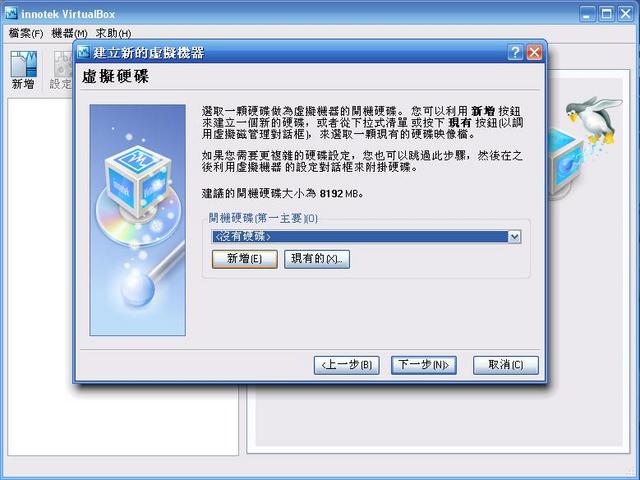 innotek VirtualBox
檔案(F) 機器(M) 求助(H)
新增
設定
建立新的虛擬機器
虛擬硬碟
選取一顆硬碟做為虛擬機器的開機硬碟。您可以利用 新增 按鈕
來建立一個新的硬碟，或者從下拉式清單 或按下 現有 按鈕(以調
用虛擬磁管理對話框)，來選取一顆現有的硬碟映像檔。
如果您需要更複雜的硬碟設定，您也可以跳過此步驟，然後在之
後利用虛擬機器 的設定對話框來附掛硬碟。
建議的開機硬碟大小為 8192 MB。
開機硬碟(第一主要)(O)
<沒有硬碟>
新增(E)
現有的(X)...
<上一步(B)
下一步(N)>
取消(C)
innotek